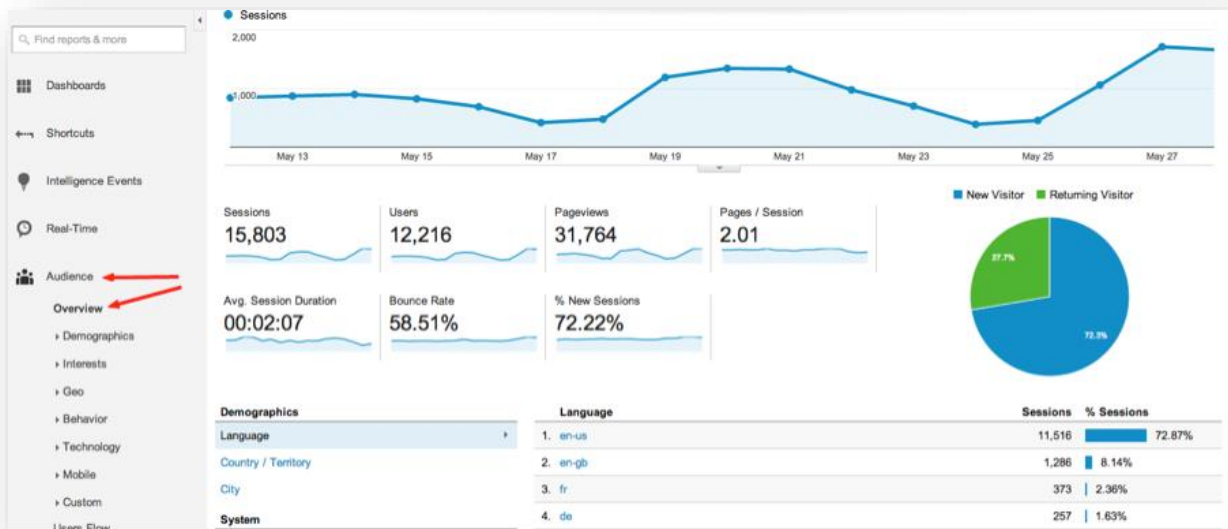 Sessions
2,000
1,000
May 13 May 15 May 17 May 19 May 21 May 23 May 25 May 27
Find reports & more
Dashboards
Shortcuts
Intelligence Events
Real-Time
Audience
Overview
Demographics
Interests
Geo
Behavior
Technology
Mobile
Custom
Users Flow
New Visitor Returning Visitor
Sessions Users Pageviews Pages / Session
15,803 12,216 31,764 2.01
Avg. Session Duration Bounce Rate % New Sessions
00:02:07 58.51% 72.22%
27.7%
72.3%
Demographics
Language
Country / Territory
City
System
Language Sessions % Sessions
1. en-us 11,516 72.87%
2. en-gb 1,286 8.14%
3. fr 373 2.36%
4. de 257 1.63%